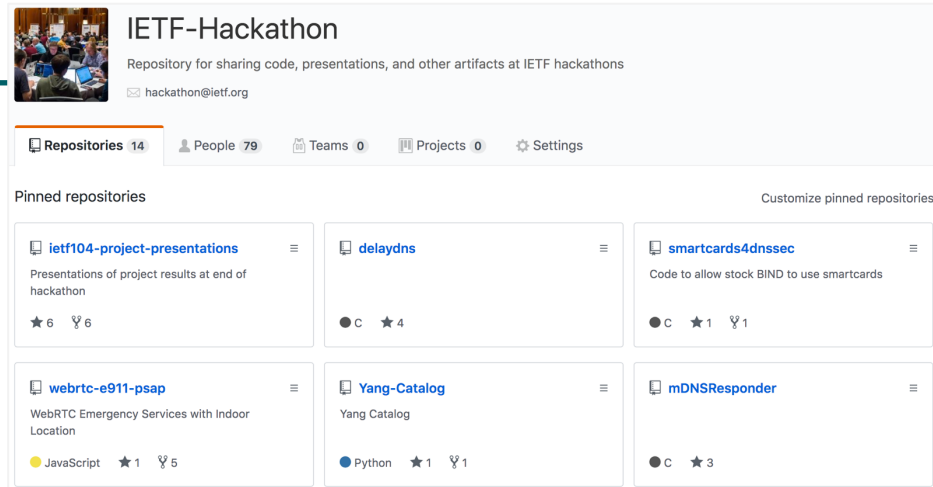 IETF-Hackathon
Repository for sharing code, presentations, and other artifacts at IETF hackathons
hackathon@ietf.org
Repositories 14 People 79 Teams 0 Projects 0 Settings
Pinned repositories Customize pinned repositories
ietf104-project-presentations
Presentations of project results at end of
hackathon
6 6
delaydns
C 4
smartcards4dnssec
Code to allow stock BIND to use smartcards
C 1 1
webrtc-e911-psap
WebRTC Emergency Services with Indoor
Location
JavaScript 1 5
Yang-Catalog
Yang Catalog
Python 1 1
mDNSResponder
C 3